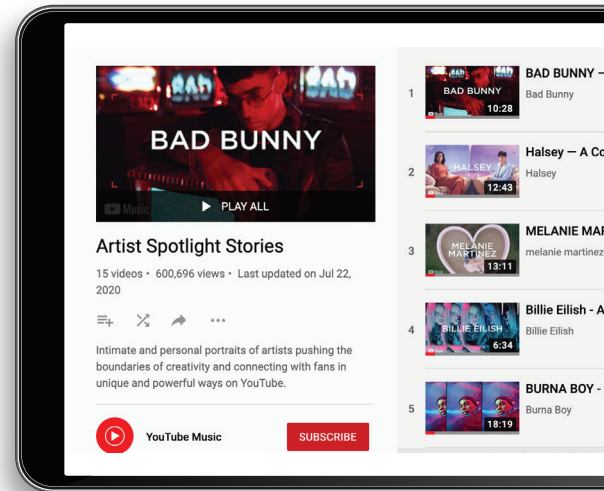 BAD BUNNY
Music
PLAY ALL
Artist Spotlight Stories
15 videos • 600,696 views • Last updated on Jul 22,
2020
Intimate and personal portraits of artists pushing the
boundaries of creativity and connecting with fans in
unique and powerful ways on YouTube.
YouTube Music
SUBSCRIBE
1
BAD BUNNY
10:28
BAD BUNNY –
Bad Bunny
2
HALSEY
12:43
Halsey — A Co
Halsey
3
MELANIE
MARTINEZ
13:11
MELANIE MAR
melanie martinez
4
BILLIE EILISH
6:34
Billie Eilish - A
Billie Eilish
5
18:19
BURNA BOY -
Burna Boy